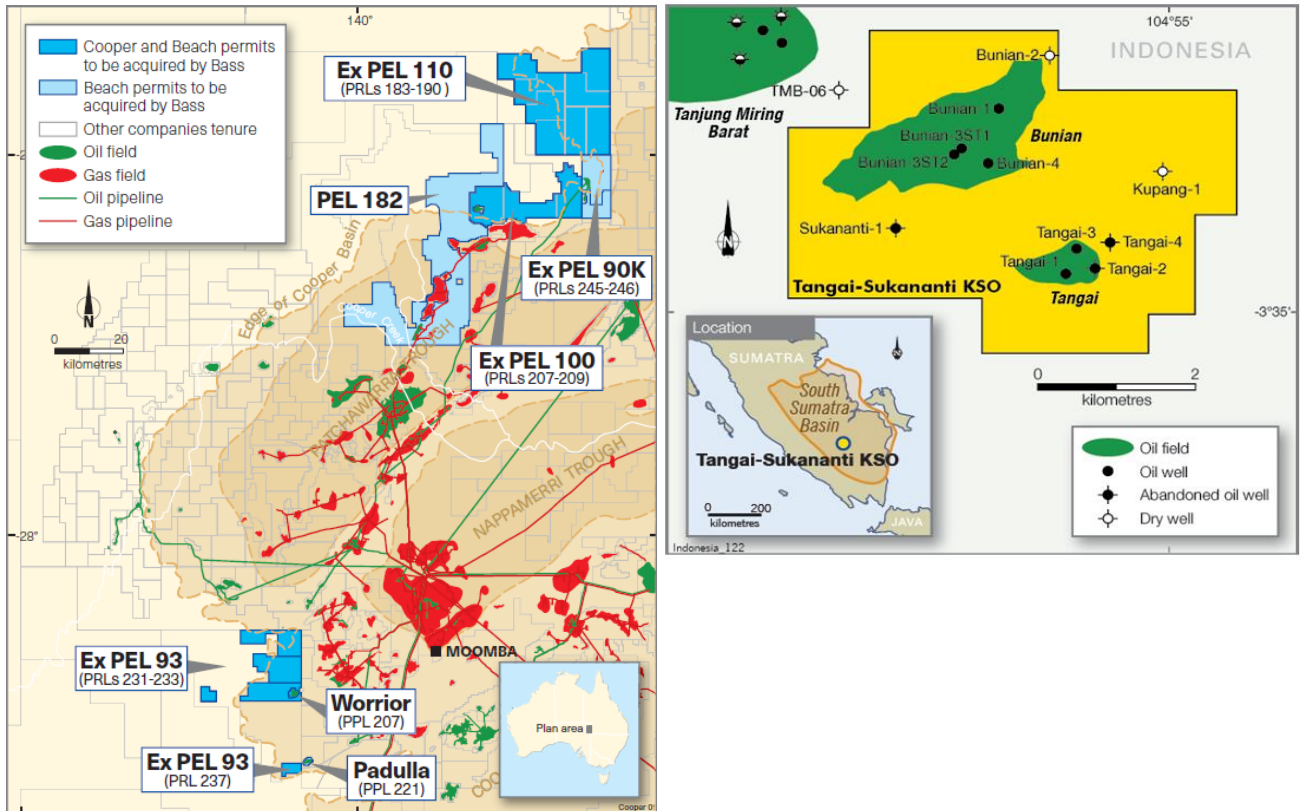 140°
Cooper and Beach permits
to be acquired by Bass
Beach permits to be
acquired by Bass
Other companies tenure
Oil field
Gas field
Oil pipeline
Gas pipeline
Ex PEL 110
(PRLs 183-190 )
PEL 182
Ex PEL 90K
(PRLs 245-246)
Ex PEL 100
(PRLs 207-209)
Edge of Cooper Basin
Cooper Creek
N
0 20
kilometres
PATCHAWARRA TROUGH
NAPPAMERRI TROUGH
-28°
MOOMBA
Ex PEL 93
(PRLs 231-233)
Worrior
(PPL 207)
Ex PEL 93
(PRL 237)
Padulla
(PPL 221)
Plan area
104°55'
INDONESIA
Bunian-2
TMB-06
Tanjung Miring
Barat
Bunian 1
Bunian
Bunian 3ST1
Bunian 3ST2
Bunian-4
Kupang-1
Sukananti-1
Tangai-3
Tangai-4
Tangai 1
Tangai-2
Tangai
Tangai-Sukananti KSO
-3°35'
N
0 2
kilometres
Location
SUMATRA
South
Sumatra
Basin
Tangai-Sukananti KSO
0 200
kilometres
JAVA
Oil field
Oil well
Abandoned oil well
Dry well
Indonesia_122